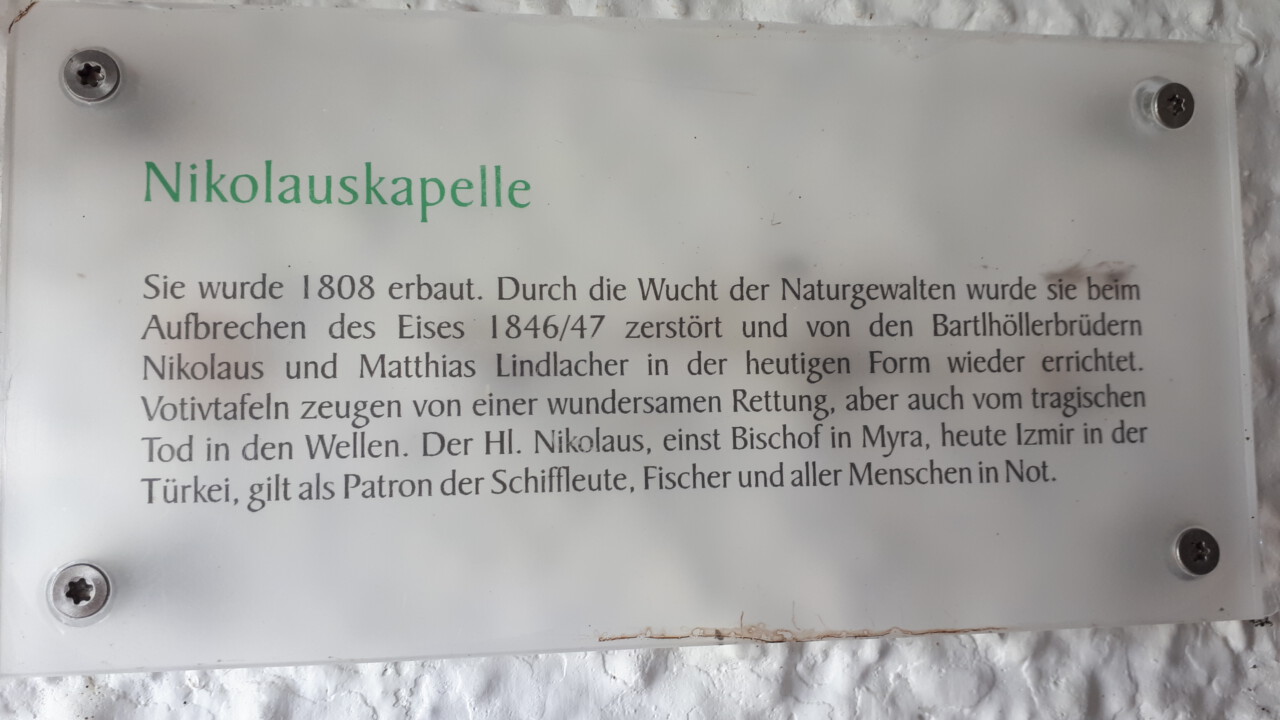 Nikolauskapelle
Sie wurde 1808 erbaut. Durch die Wucht der Naturgewalten wurde sie beim
Aufbrechen des Eises 1846/47 zerstört und von den Bartlhöllerbrüdern
Nikolaus und Matthias Lindlacher in der heutigen Form wieder errichtet.
Votivtafeln zeugen von einer wundersamen Rettung, aber auch vom tragischen
Tod in den Wellen. Der Hl. Nikolaus, einst Bischof in Myra, heute Izmir in der
Türkei, gilt als Patron der Schiffleute, Fischer und aller Menschen in Not.